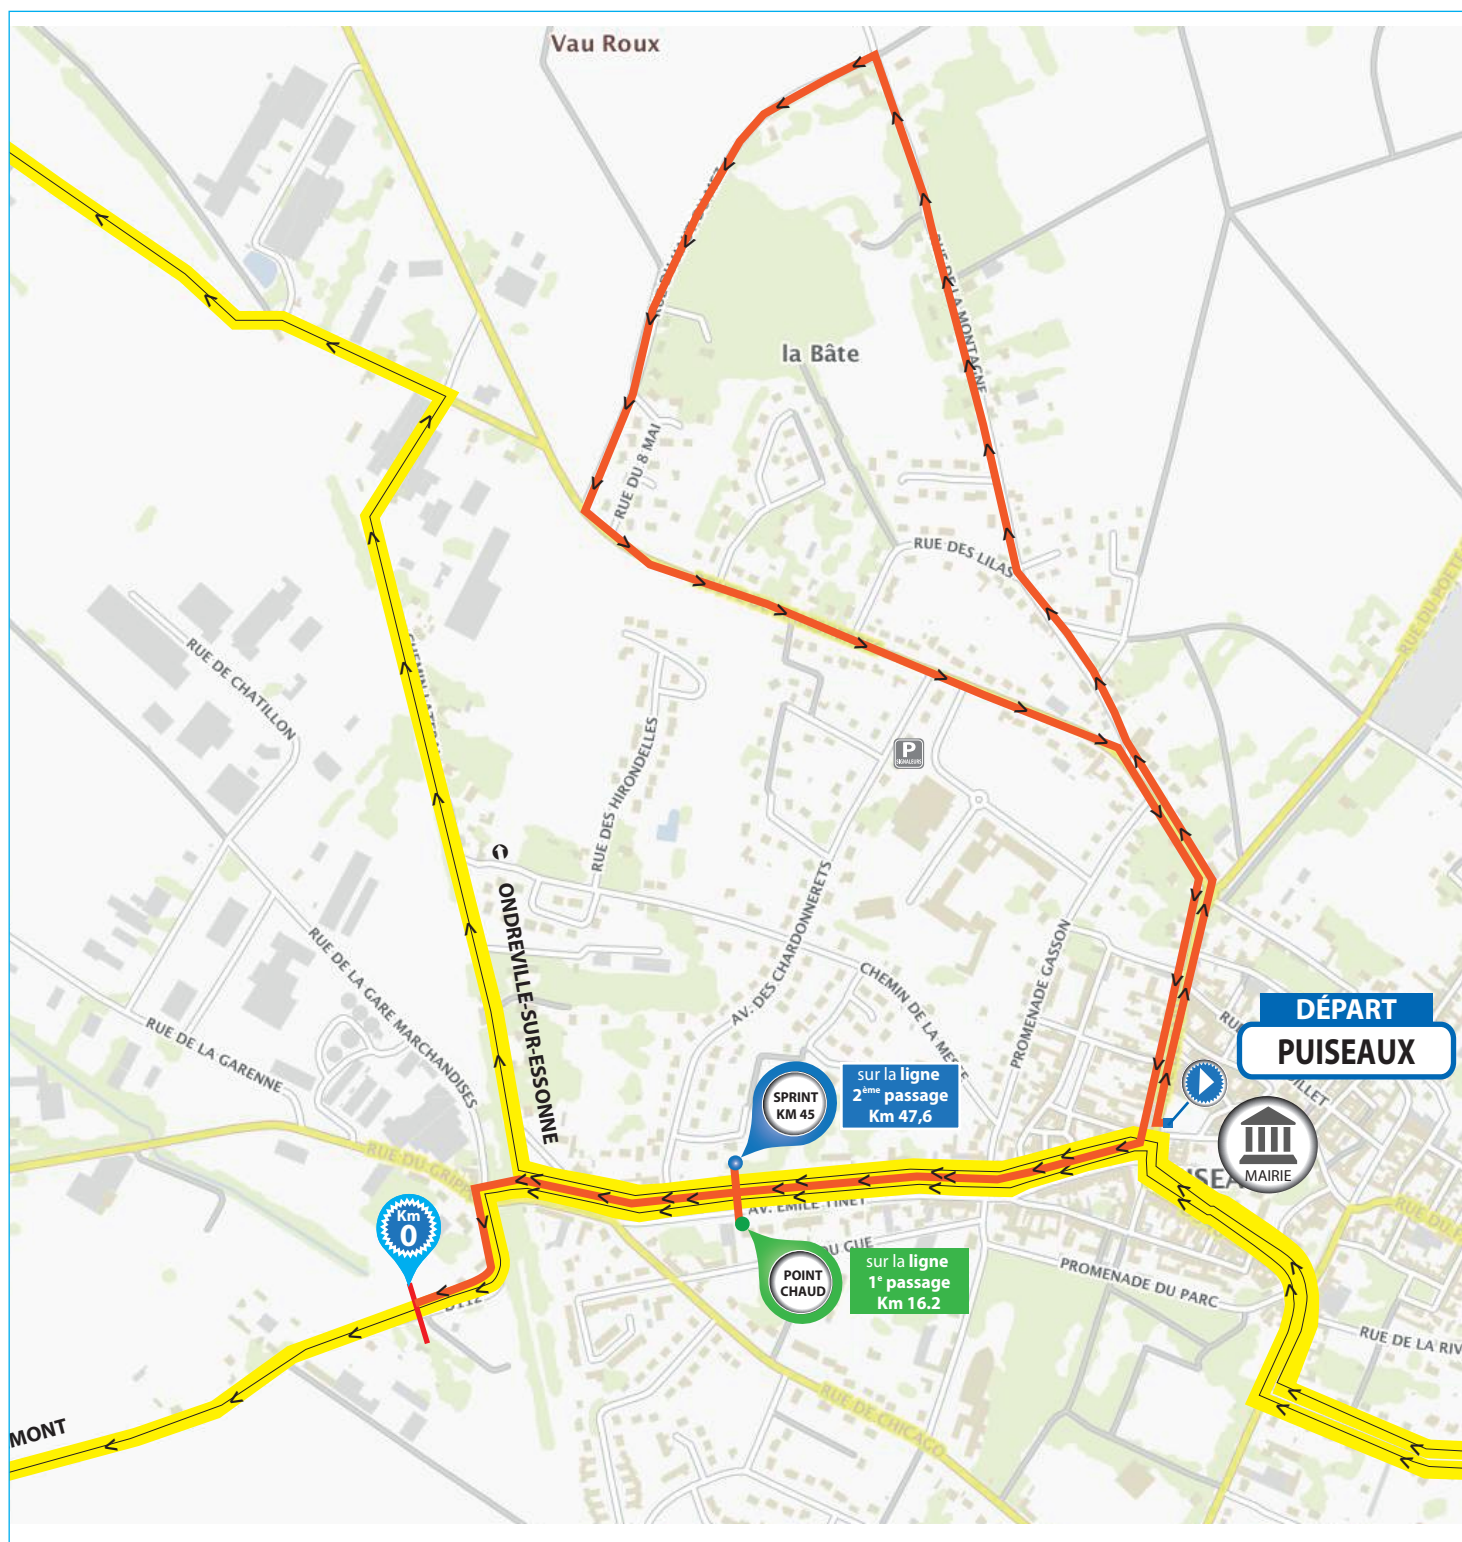 Vau Roux
la Bâte
RUE DE LA MONTAGNE
RUE DU 8 MAI
RUE DES LILAS
RUE DE CHATILLON
RUE DES HIRONDELLES
P
SIGNALEURS
ONDREVILLE-SUR-ESSONNE
AV. DES CHARDONNERETS
PROMENADE GASSON
RUE DE LA GARE MARCHANDISES
RUE DE LA GARENNE
DÉPART
PUISEAUX
SPRINT
KM 45
sur la ligne
2ème passage
Km 47,6
MAIRIE
AV. EMILE TINET
DU GUE
Km
0
POINT
CHAUD
sur la ligne
1e passage
Km 16.2
PROMENADE DU PARC
RUE DE LA RIV
RUE DE CHICAGO
D112
MONT